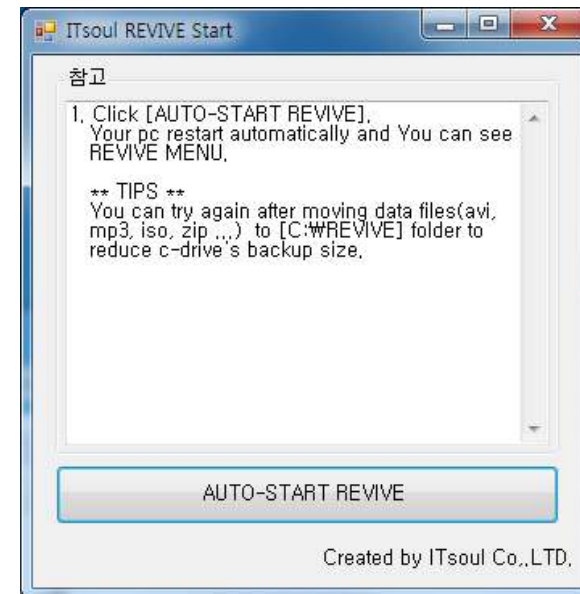 ITsoul REVIVE Start
참고
1. Click [AUTO-START REVIVE].
Your pc restart automatically and You can see
REVIVE MENU.
** TIPS **
You can try again after moving data files(avi,
mp3, iso, zip ...) to [C:₩REVIVE] folder to
reduce c-drive's backup size.
AUTO-START REVIVE
Created by ITsoul Co.,LTD.